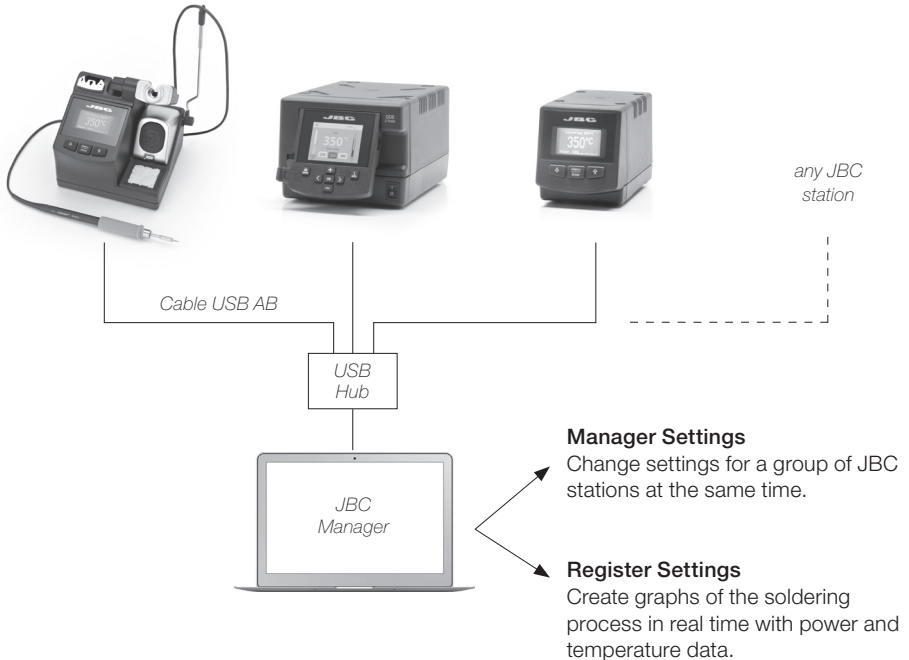 JBC
350°C
JBC
DDE
350°C
JBC
350°C
any JBC
station
Cable USB AB
USB
Hub
JBC
Manager
Manager Settings
Change settings for a group of JBC
stations at the same time.
Register Settings
Create graphs of the soldering
process in real time with power and
temperature data.